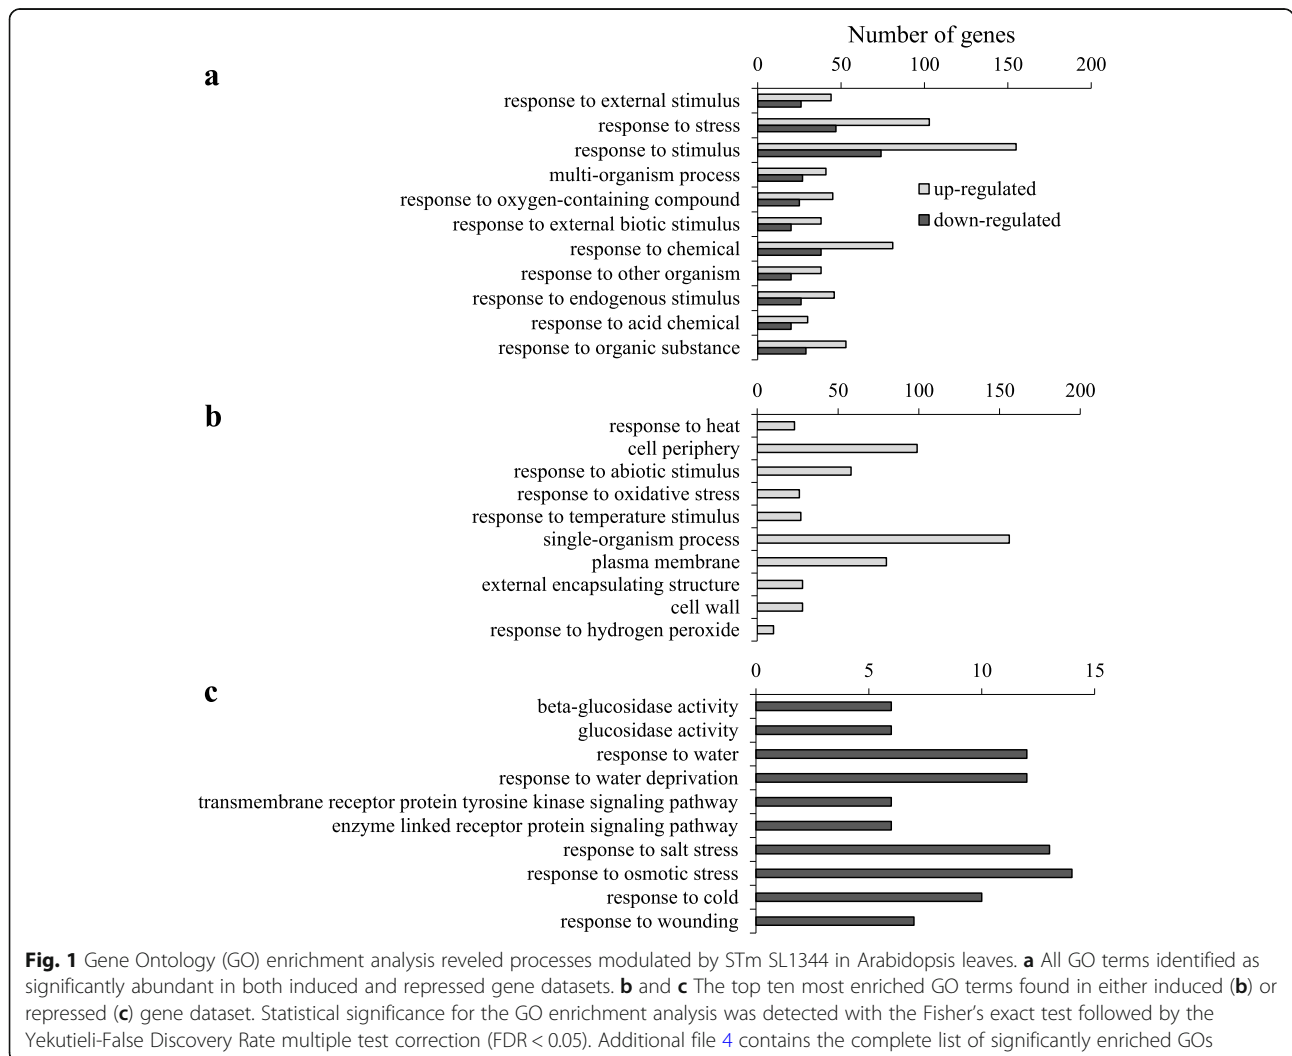 Number of genes
0 50 100 150 200
a
response to external stimulus
response to stress
response to stimulus
multi-organism process
response to oxygen-containing compound
response to external biotic stimulus
response to chemical
response to other organism
response to endogenous stimulus
response to acid chemical
response to organic substance
up-regulated
down-regulated
0 50 100 150 200
b
response to heat
cell periphery
response to abiotic stimulus
response to oxidative stress
response to temperature stimulus
single-organism process
plasma membrane
external encapsulating structure
cell wall
response to hydrogen peroxide
0 5 10 15
c
beta-glucosidase activity
glucosidase activity
response to water
response to water deprivation
transmembrane receptor protein tyrosine kinase signaling pathway
enzyme linked receptor protein signaling pathway
response to salt stress
response to osmotic stress
response to cold
response to wounding
Fig. 1 Gene Ontology (GO) enrichment analysis reveled processes modulated by STm SL1344 in Arabidopsis leaves. a All GO terms identified as
significantly abundant in both induced and repressed gene datasets. b and c The top ten most enriched GO terms found in either induced (b) or
repressed (c) gene dataset. Statistical significance for the GO enrichment analysis was detected with the Fisher's exact test followed by the
Yekutieli-False Discovery Rate multiple test correction (FDR < 0.05). Additional file 4 contains the complete list of significantly enriched GOs